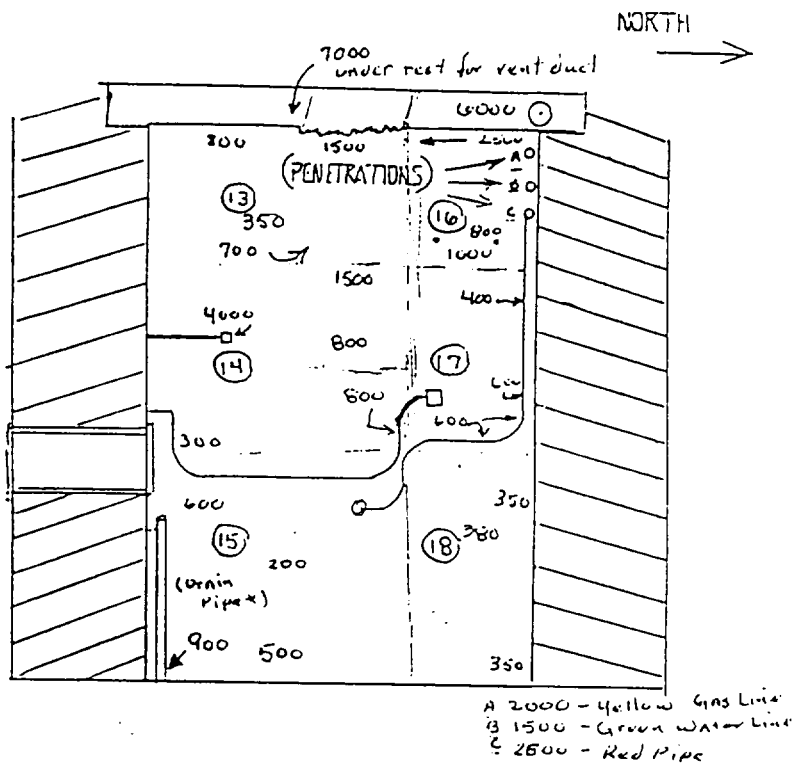 NORTH
7000
under rest for vent duct
6000
800
1500
2500
(PENETRATIONS)
A
B
C
13
350
16
800
1000
700
1500
400
4000
800
14
17
600
300
600
350
15
18
380
200
(Drain
Pipe*)
900
500
350
A 2000 - Yellow Gas Line
B 1500 - Green Water Line
C 2600 - Red Pipe